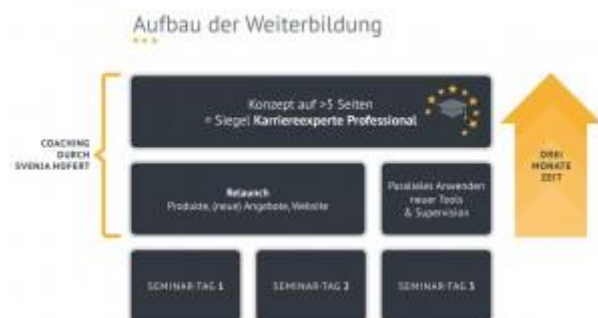 Aufbau der Weiterbildung
Konzept auf >5 Seiten
= Siegel Karriereexperte Professional
COACHING
DURCH
SVENJA HOFERT
DREI
MONATE
ZEIT
Relaunch
Produkte, (neue) Angebote, Website
Paralleles Anwenden
neuer Tools
& Supervision
SEMINAR-TAG 1
SEMINAR-TAG 2
SEMINAR-TAG 3